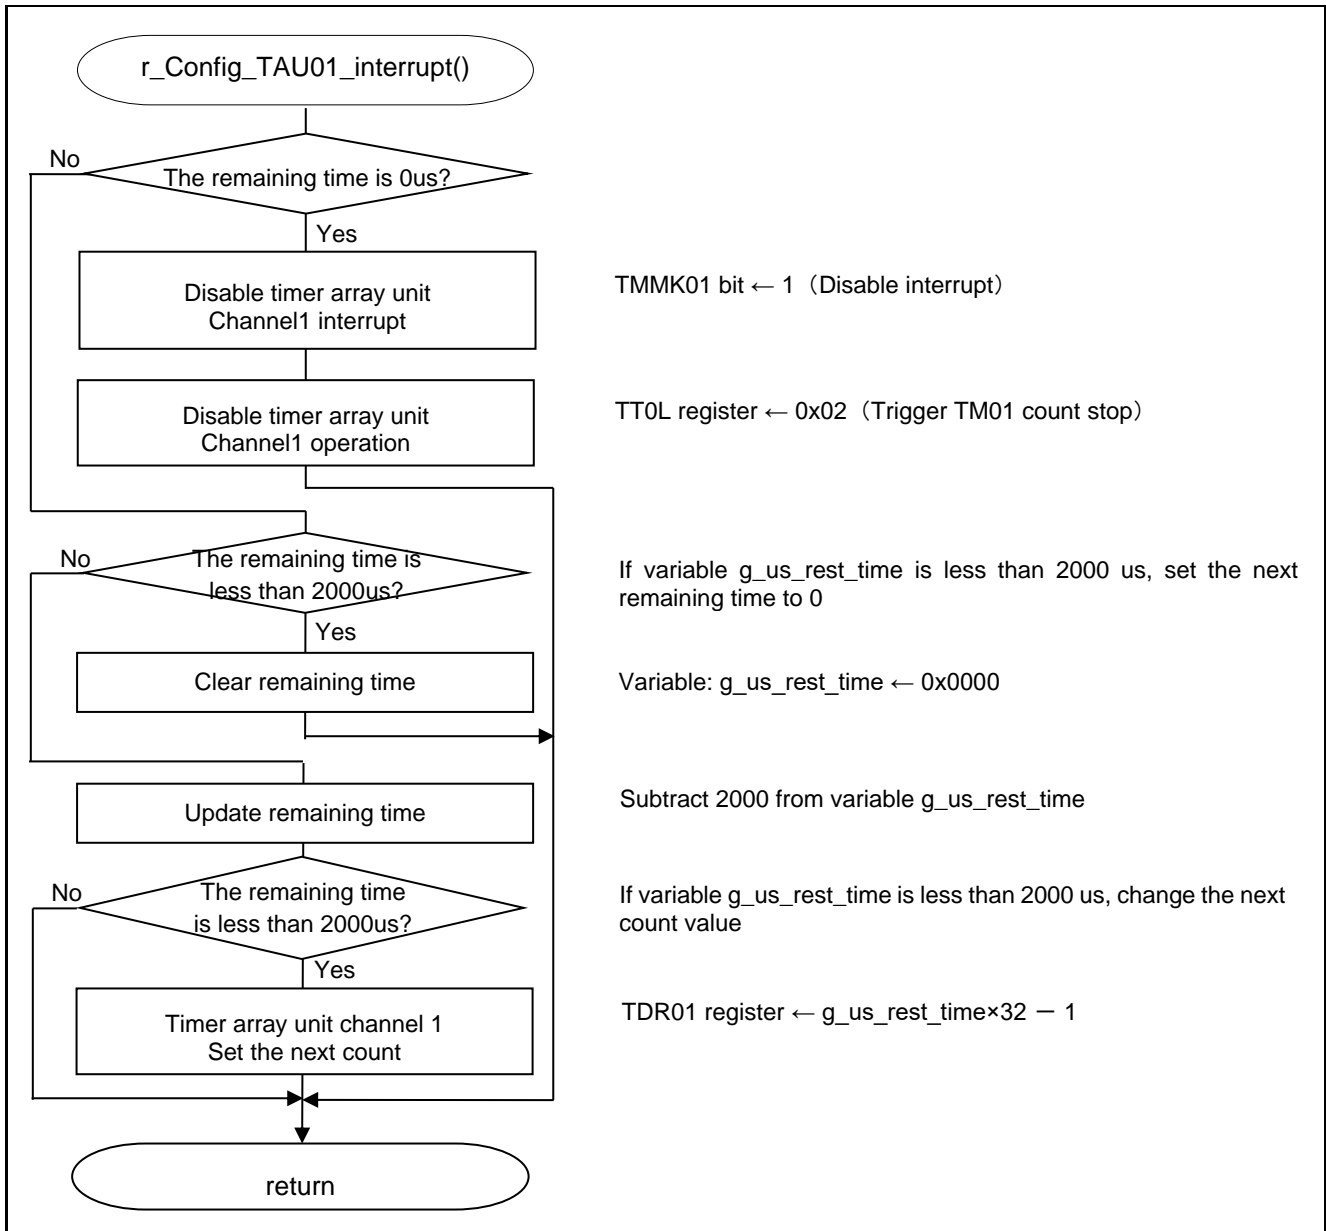 r_Config_TAU01_interrupt()
No
The remaining time is 0us?
Yes
Disable timer array unit
Channel1 interrupt
TMMK01 bit ← 1（Disable interrupt）
Disable timer array unit
Channel1 operation
TT0L register ← 0x02（Trigger TM01 count stop）
No
The remaining time is
less than 2000us?
If variable g_us_rest_time is less than 2000 us, set the next
remaining time to 0
Yes
Clear remaining time
Variable: g_us_rest_time ← 0x0000
Update remaining time
Subtract 2000 from variable g_us_rest_time
No
The remaining time
is less than 2000us?
If variable g_us_rest_time is less than 2000 us, change the next
count value
Yes
Timer array unit channel 1
Set the next count
TDR01 register ← g_us_rest_time×32 － 1
return